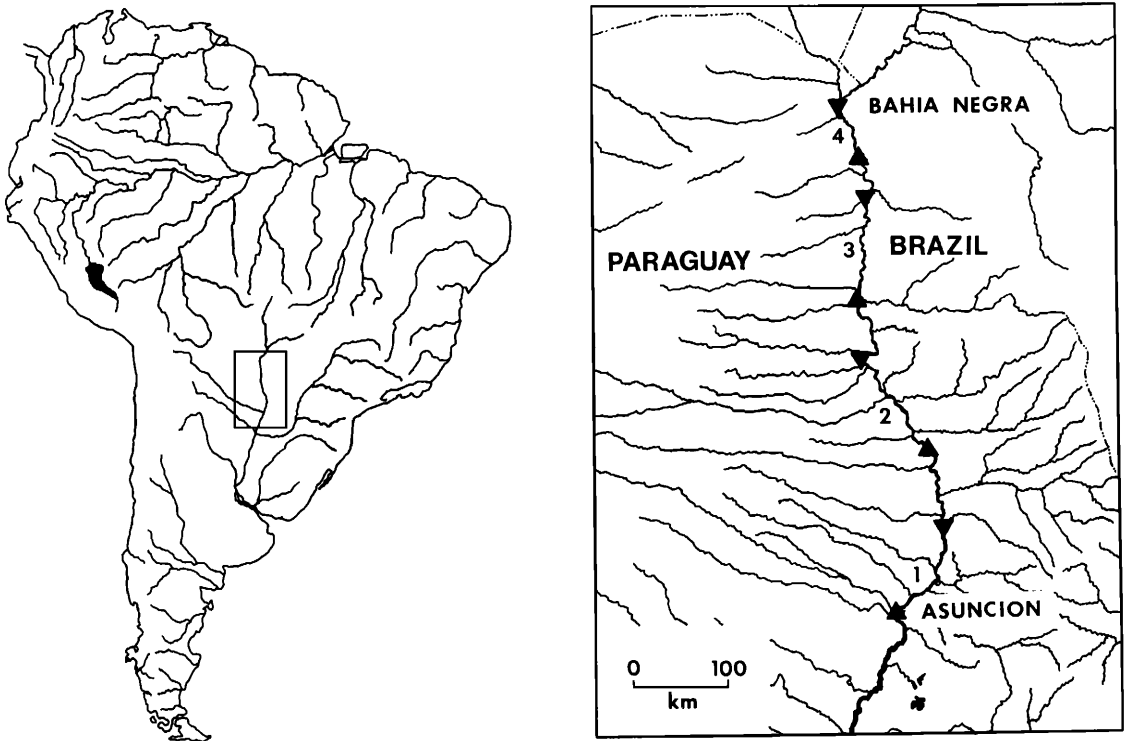 BAHIA NEGRA
4
3
PARAGUAY
BRAZIL
2
1
ASUNCION
0 100
km